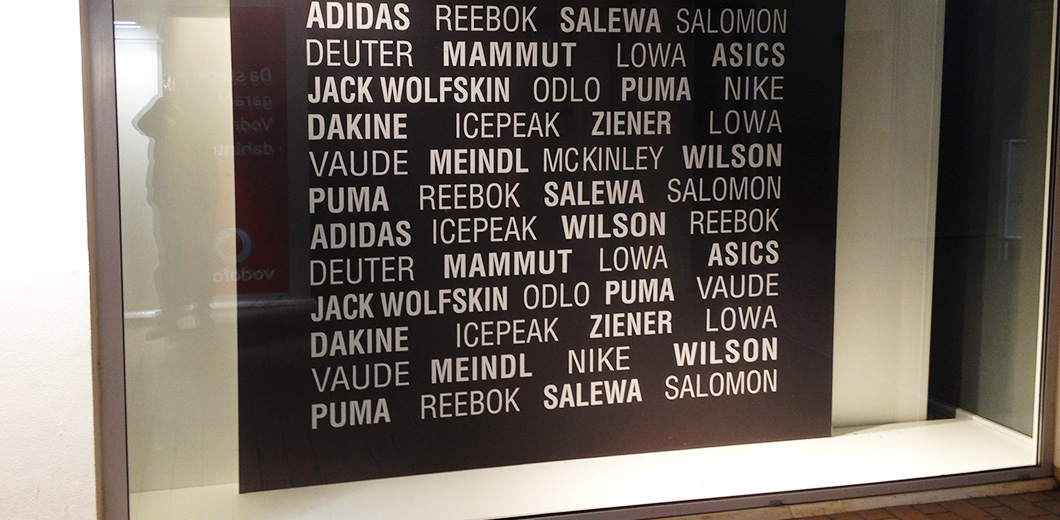 ADIDAS REEBOK SALEWA SALOMON
DEUTER MAMMUT LOWA ASICS
JACK WOLFSKIN ODLO PUMA NIKE
DAKINE ICEPEAK ZIENER LOWA
VAUDE MEINDL MCKINLEY WILSON
PUMA REEBOK SALEWA SALOMON
ADIDAS ICEPEAK WILSON REEBOK
DEUTER MAMMUT LOWA ASICS
JACK WOLFSKIN ODLO PUMA VAUDE
DAKINE ICEPEAK ZIENER LOWA
VAUDE MEINDL NIKE WILSON
PUMA REEBOK SALEWA SALOMON